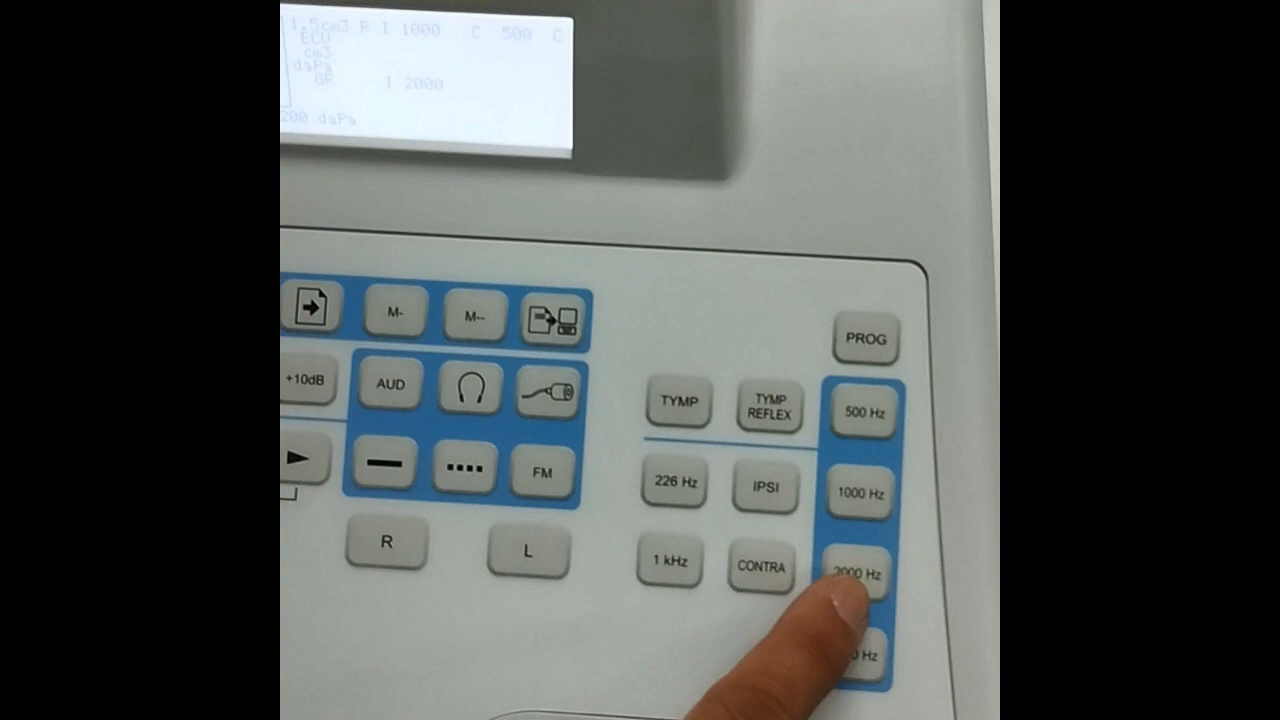 1,5cm3 R I 1000 C 500 C
ECV
cm3
daPa
GR I 2000
200 daPa
M- M--
PROG
+10dB AUD TYMP TYMP REFLEX 500 Hz
FM 226 Hz IPSI 1000 Hz
R L 1 kHz CONTRA 2000 Hz
Hz